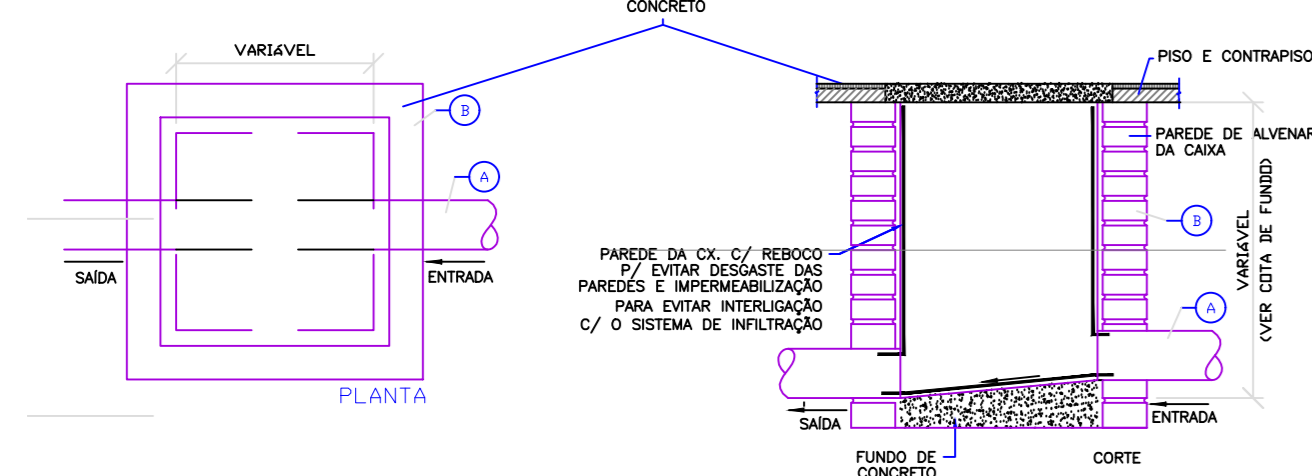 CONCRETO
VARIÁVEL
B
A
SAÍDA
ENTRADA
PLANTA
PISO E CONTRAPISO
PAREDE DE ALVENAR
DA CAIXA
B
VARIÁVEL
(VER COTA DE FUNDO)
PAREDE DA CX. C/ REBOCO
P/ EVITAR DESGASTE DAS
PAREDES E IMPERMEABILIZAÇÃO
PARA EVITAR INTERLIGAÇÃO
C/ O SISTEMA DE INFILTRAÇÃO
A
SAÍDA
ENTRADA
FUNDO DE
CONCRETO
CORTE